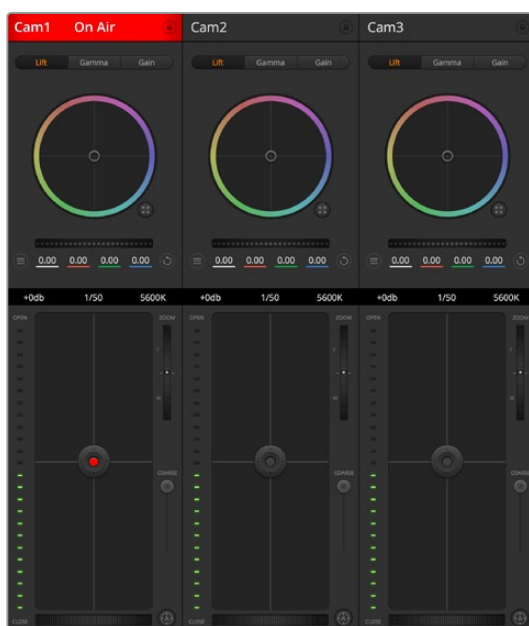 Cam1 On Air Cam2 Cam3
Lift Gamma Gain Lift Gamma Gain Lift Gamma Gain
0.00 0.00 0.00 0.00 0.00 0.00 0.00 0.00 0.00 0.00 0.00 0.00
+0db 1/50 5600K +0db 1/50 5600K +0db 1/50 5600K
OPEN ZOOM OPEN ZOOM OPEN ZOOM
T T T
W W W
COARSE COARSE COARSE
CLOSE A CLOSE A CLOSE A